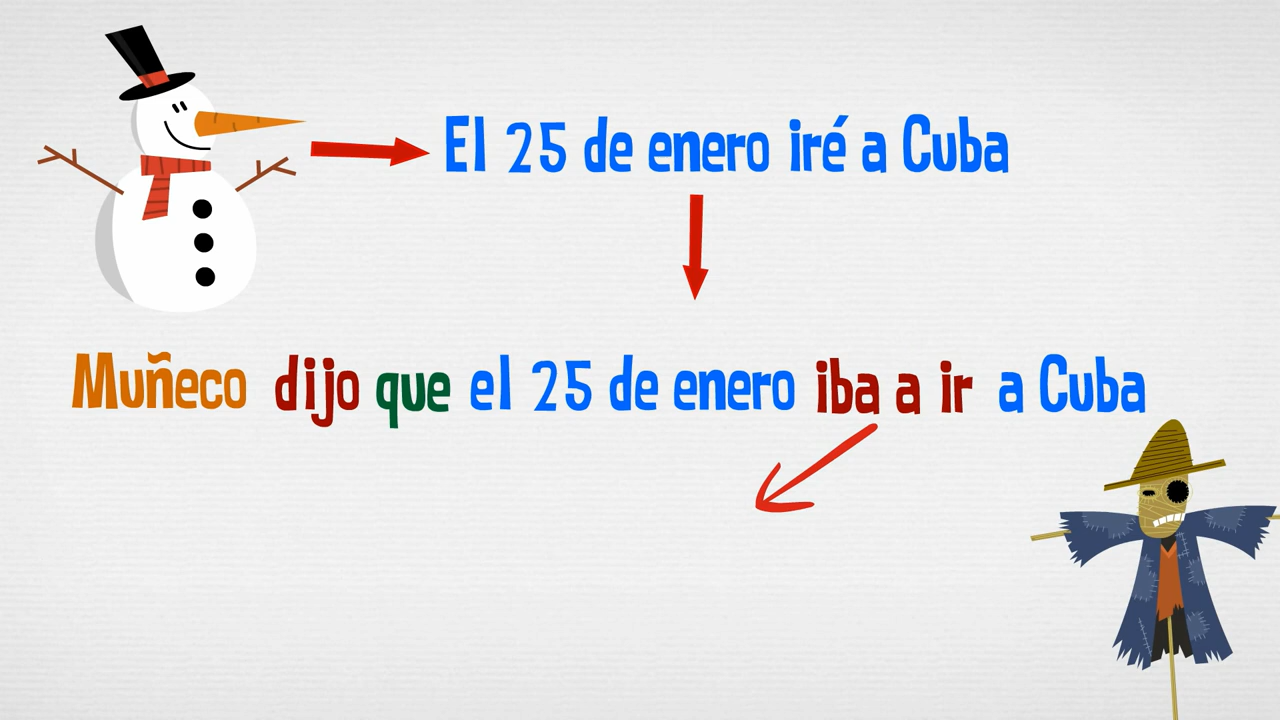 El 25 de enero iré a Cuba
Muñeco dijo que el 25 de enero iba a ir a Cuba